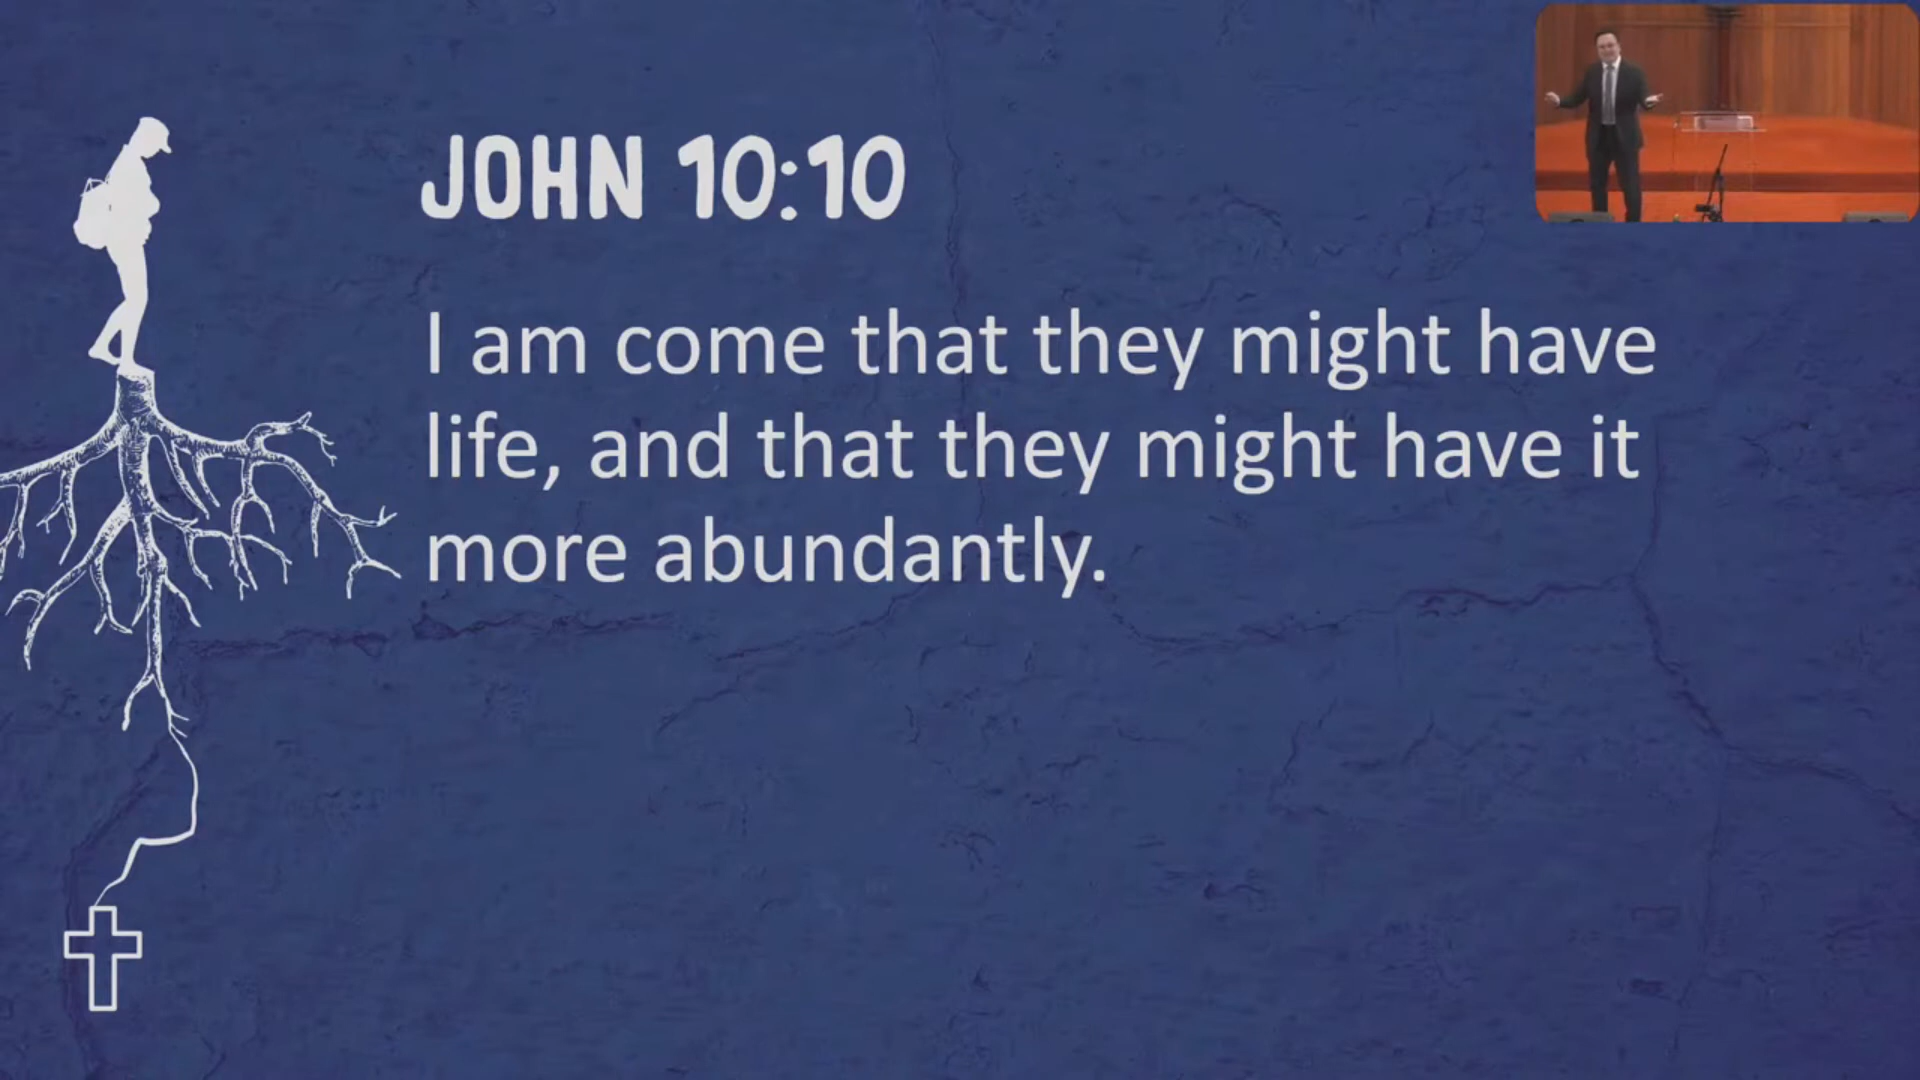 JOHN 10:10
I am come that they might have
life, and that they might have it
more abundantly.